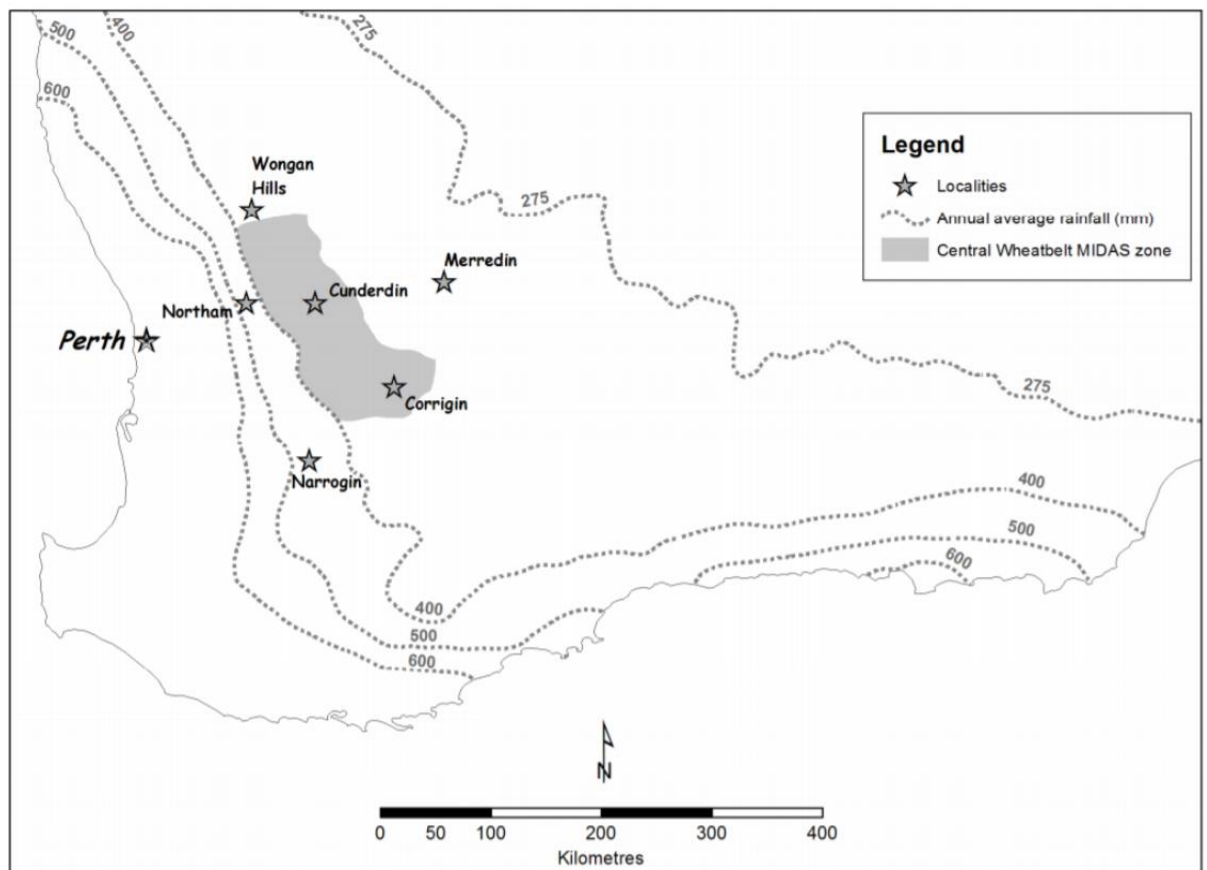 400
500
275
600
Wongan
Hills
275
Merredin
Northam
Cunderdin
Perth
Corrigin
Narrogin
275
400
500
600
400
500
600
Legend
Localities
Annual average rainfall (mm)
Central Wheatbelt MIDAS zone
N
0 50 100 200 300 400
Kilometres